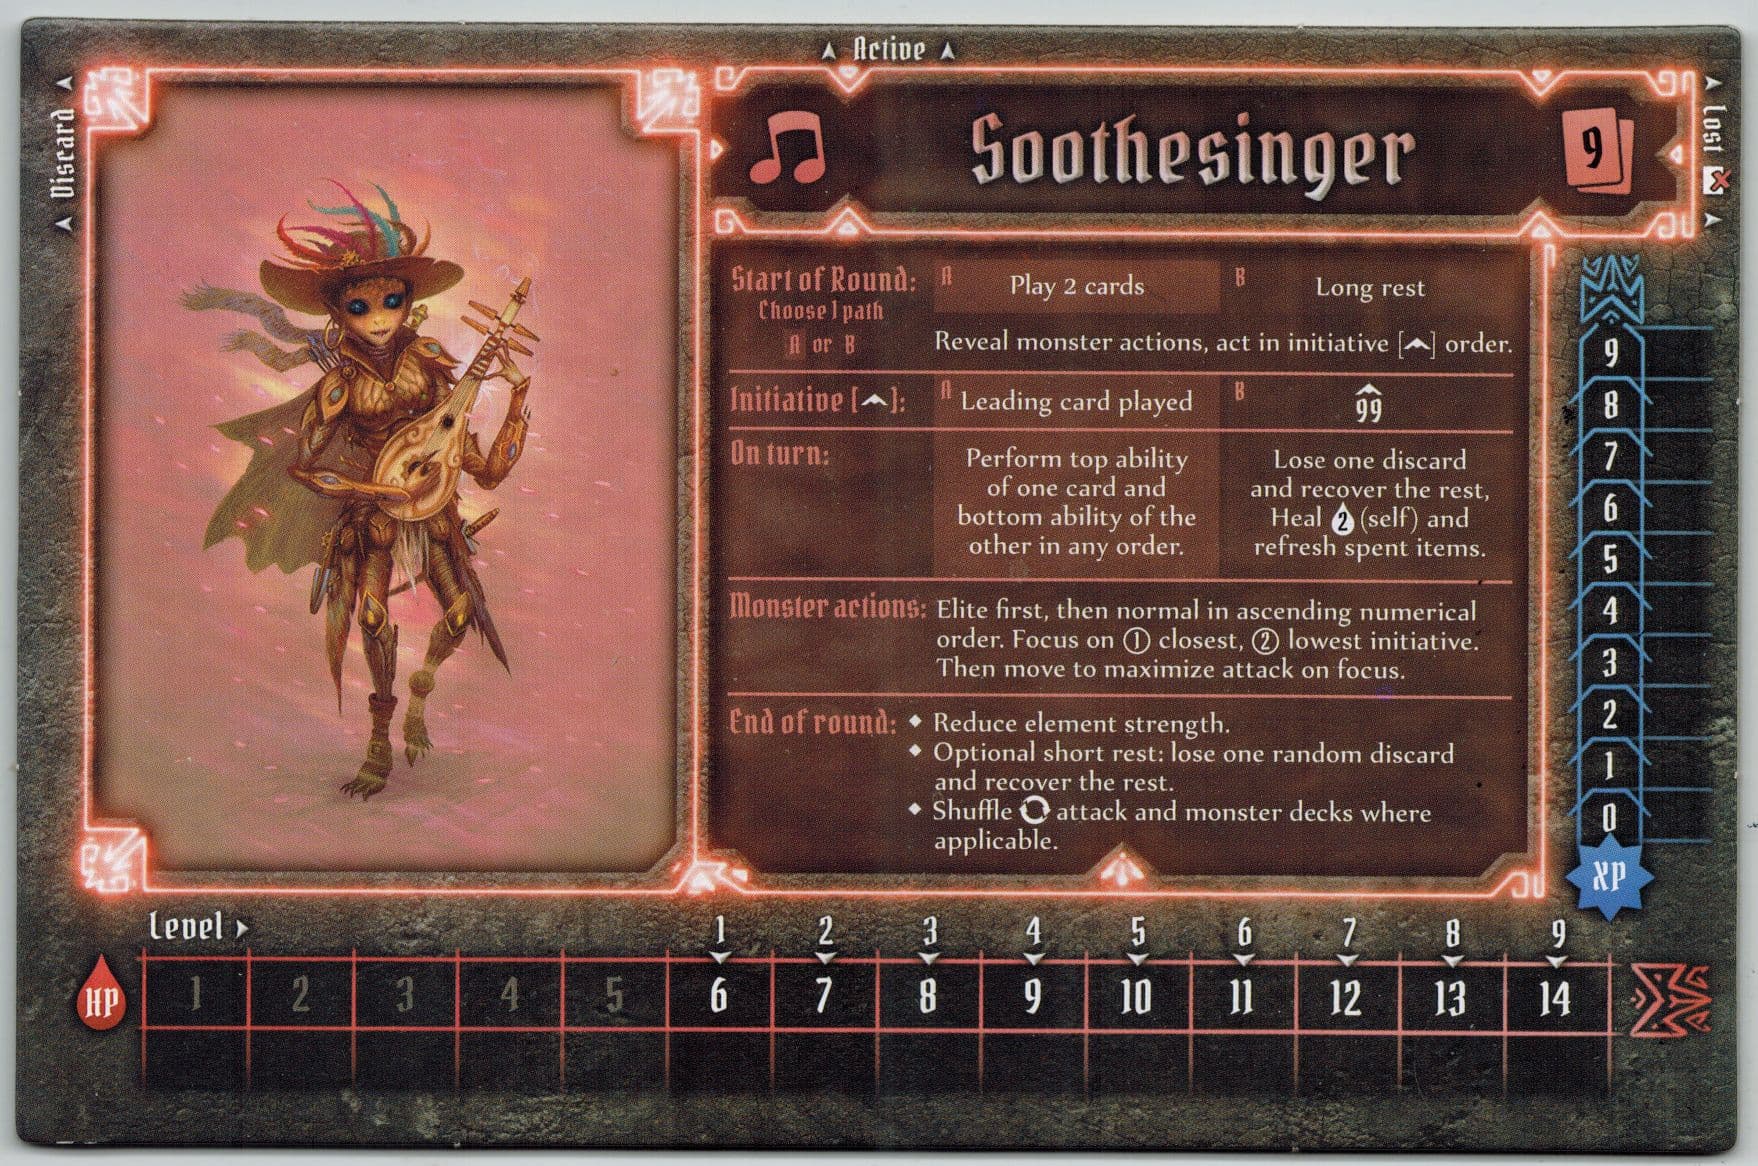 Active
Discard
Lost
Soothesinger
9
Start of Round:
Choose 1 path
A or B
A Play 2 cards
B Long rest
Reveal monster actions, act in initiative [ ] order.
Initiative [ ]:
A Leading card played
B 99
On turn:
Perform top ability
of one card and
bottom ability of the
other in any order.
Lose one discard
and recover the rest,
Heal 2 (self) and
refresh spent items.
Monster actions:
Elite first, then normal in ascending numerical
order. Focus on ① closest, ② lowest initiative.
Then move to maximize attack on focus.
End of round:
◆ Reduce element strength.
◆ Optional short rest: lose one random discard
and recover the rest.
◆ Shuffle attack and monster decks where
applicable.
9
8
7
6
5
4
3
2
1
0
XP
Level 1 2 3 4 5 6 7 8 9
HP 1 2 3 4 5 6 7 8 9 10 11 12 13 14